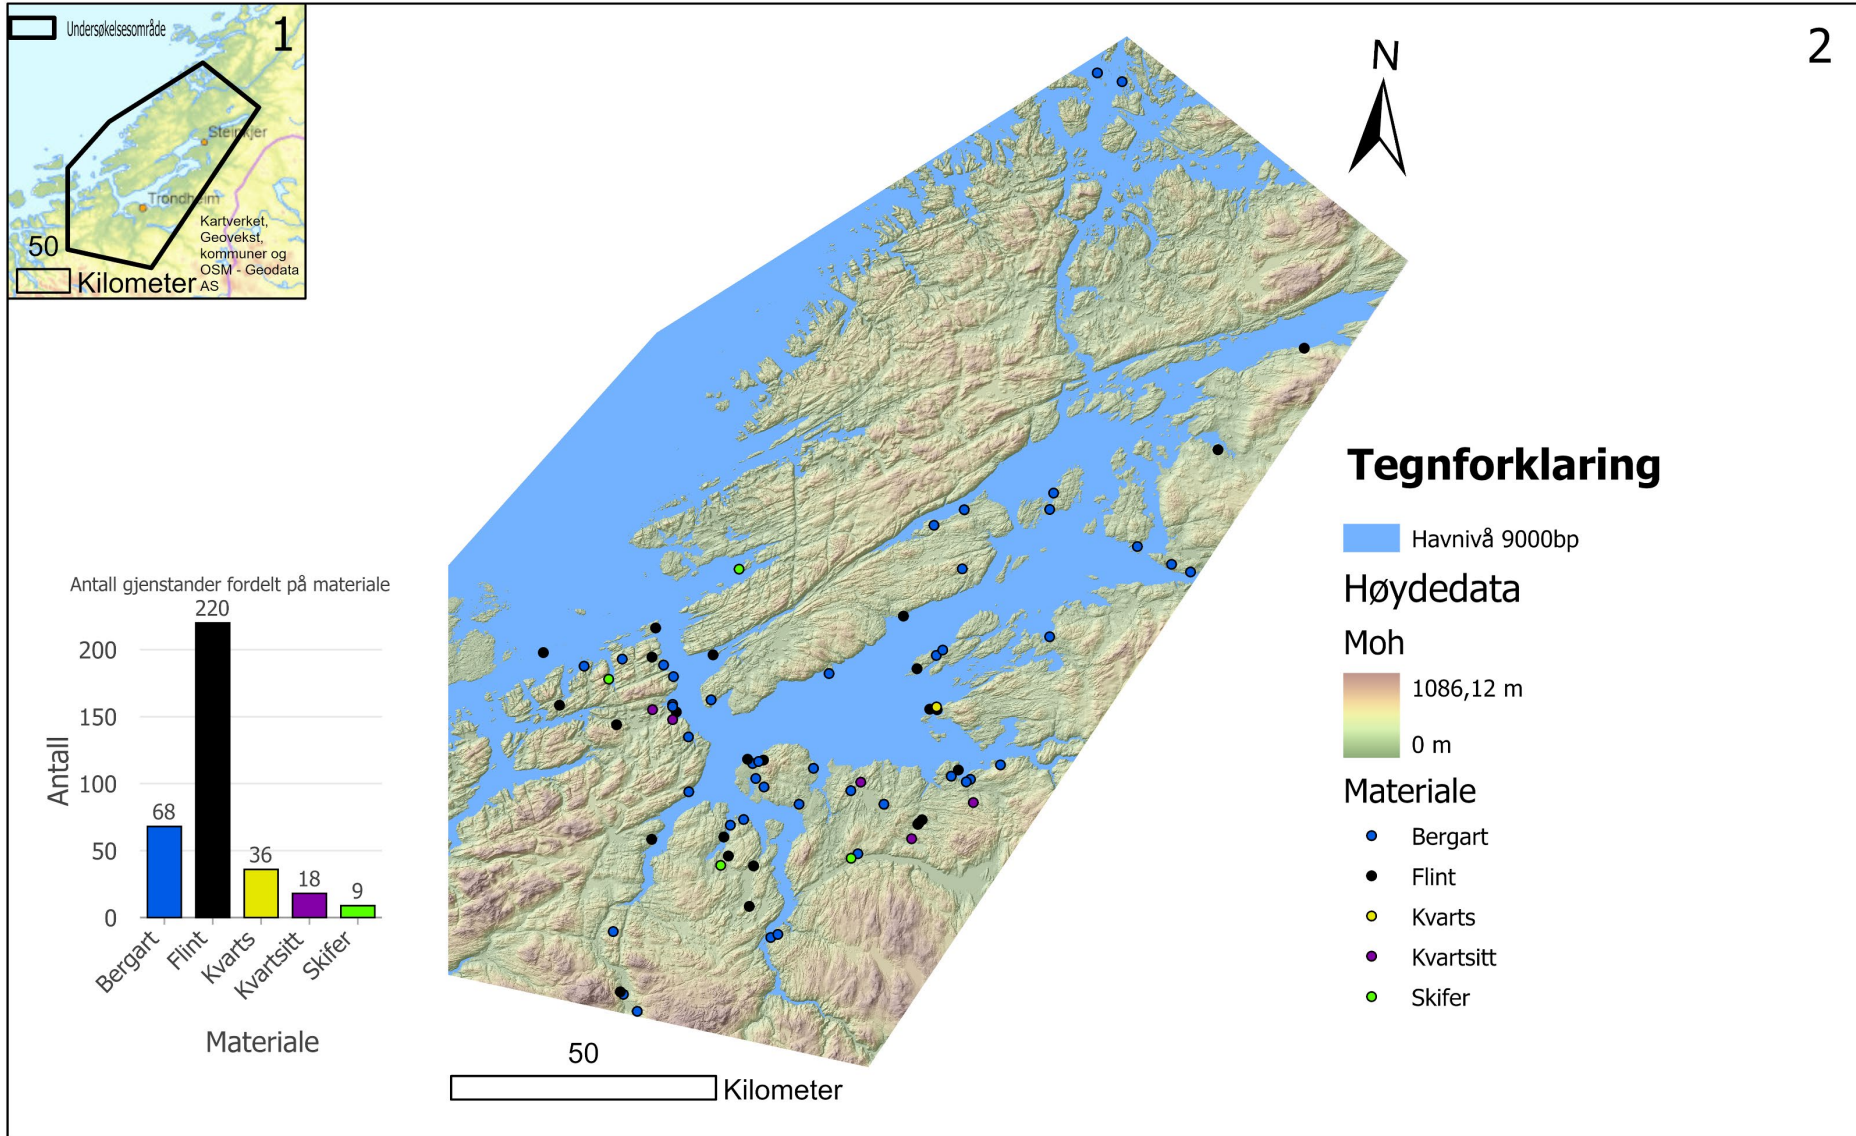 Undersøkelsesområde
1
Steinkjer
Trondheim
Kartverket,
Geovekst,
kommuner og
OSM - Geodata
AS
50
Kilometer
2
N
Tegnforklaring
Havnivå 9000bp
Høydedata
Moh
1086,12 m
0 m
Materiale
Bergart
Flint
Kvarts
Kvartsitt
Skifer
Antall gjenstander fordelt på materiale
220
200
150
100
50
0
Antall
68
36
18
9
Bergart
Flint
Kvarts
Kvartsitt
Skifer
Materiale
50
Kilometer